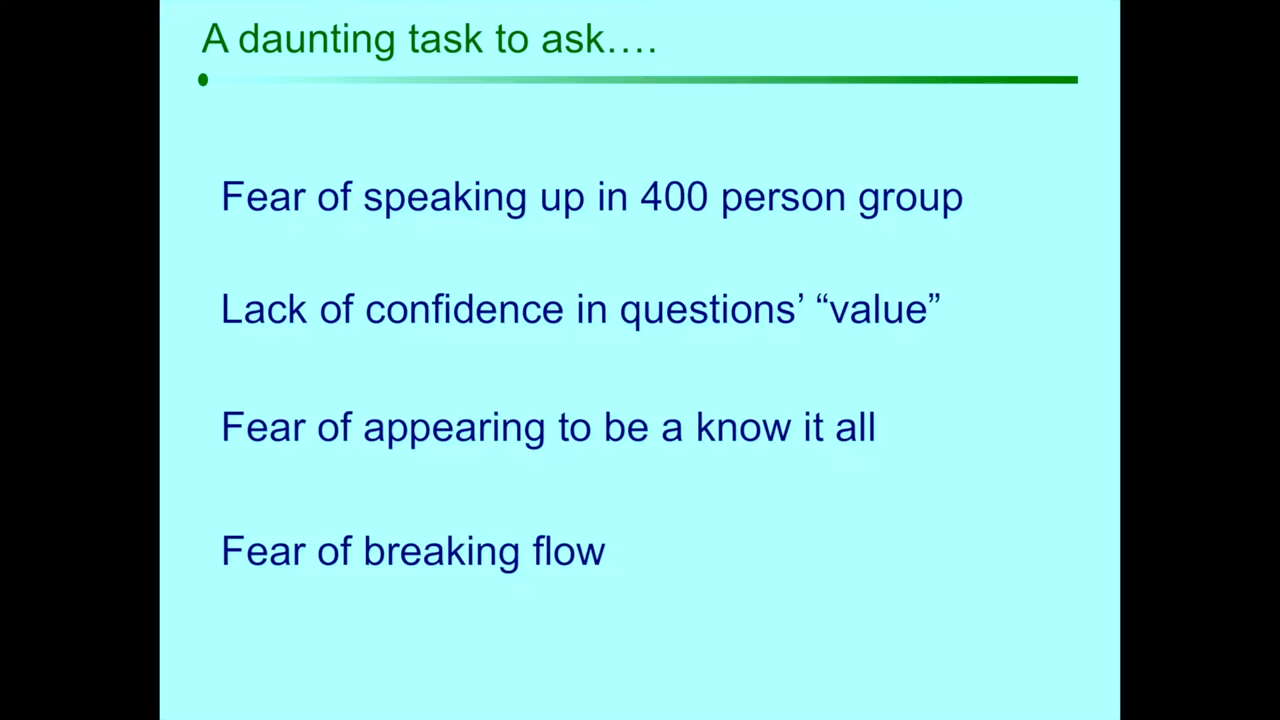 A daunting task to ask….
Fear of speaking up in 400 person group
Lack of confidence in questions’ “value”
Fear of appearing to be a know it all
Fear of breaking flow